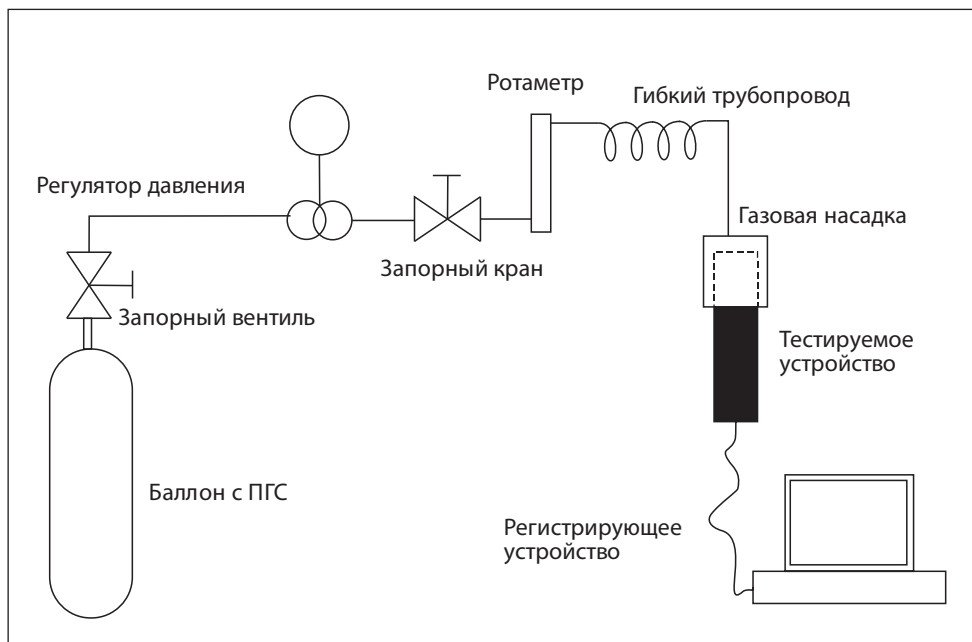 Ротаметр
Гибкий трубопровод
Регулятор давления
Газовая насадка
Запорный кран
Запорный вентиль
Тестируемое
устройство
Баллон с ПГС
Регистрирующее
устройство